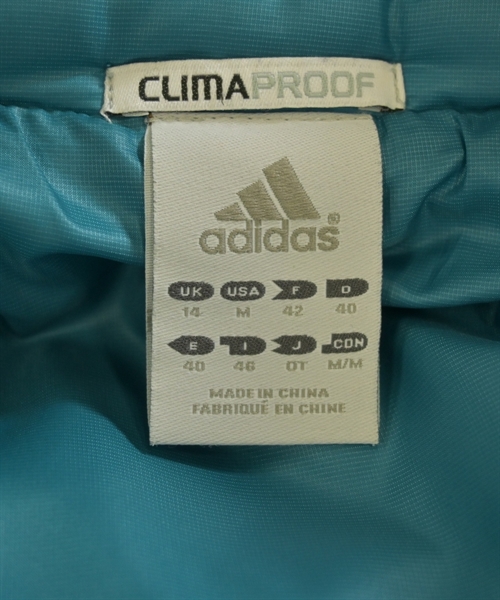 CLIMAPROOF
adidas®
UK USA F D
14 M 42 40
E I J CDN
40 46 OT M/M
MADE IN CHINA
FABRIQUÉ EN CHINE